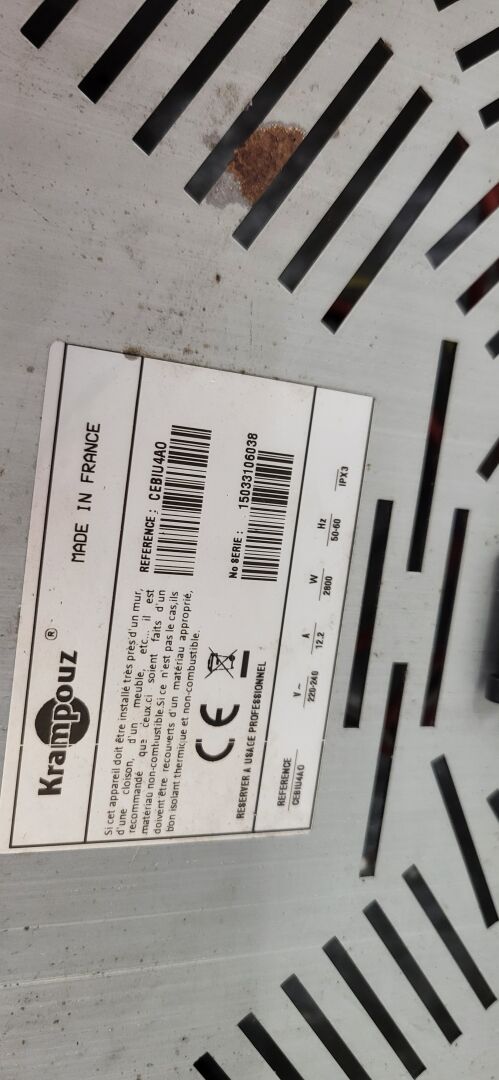 Krampouz ®
MADE IN FRANCE
Si cet appareil doit être installé très près d'un mur,
d'une cloison, d'un meuble, etc... il est
recommandé que ceux.ci soient faits d'un
matériau non-combustible.Si ce n'est pas le cas,ils
doivent être recouverts d'un matériau approprié,
bon isolant thermique et non-combustible.
REFERENCE : CEBIU4AO
No SERIE : 15033106038
CE
RESERVER A USAGE PROFESSIONNEL
REFERENCE V~ A W Hz
CEBIU4AO 220-240 12.2 2800 50-60 IPX3